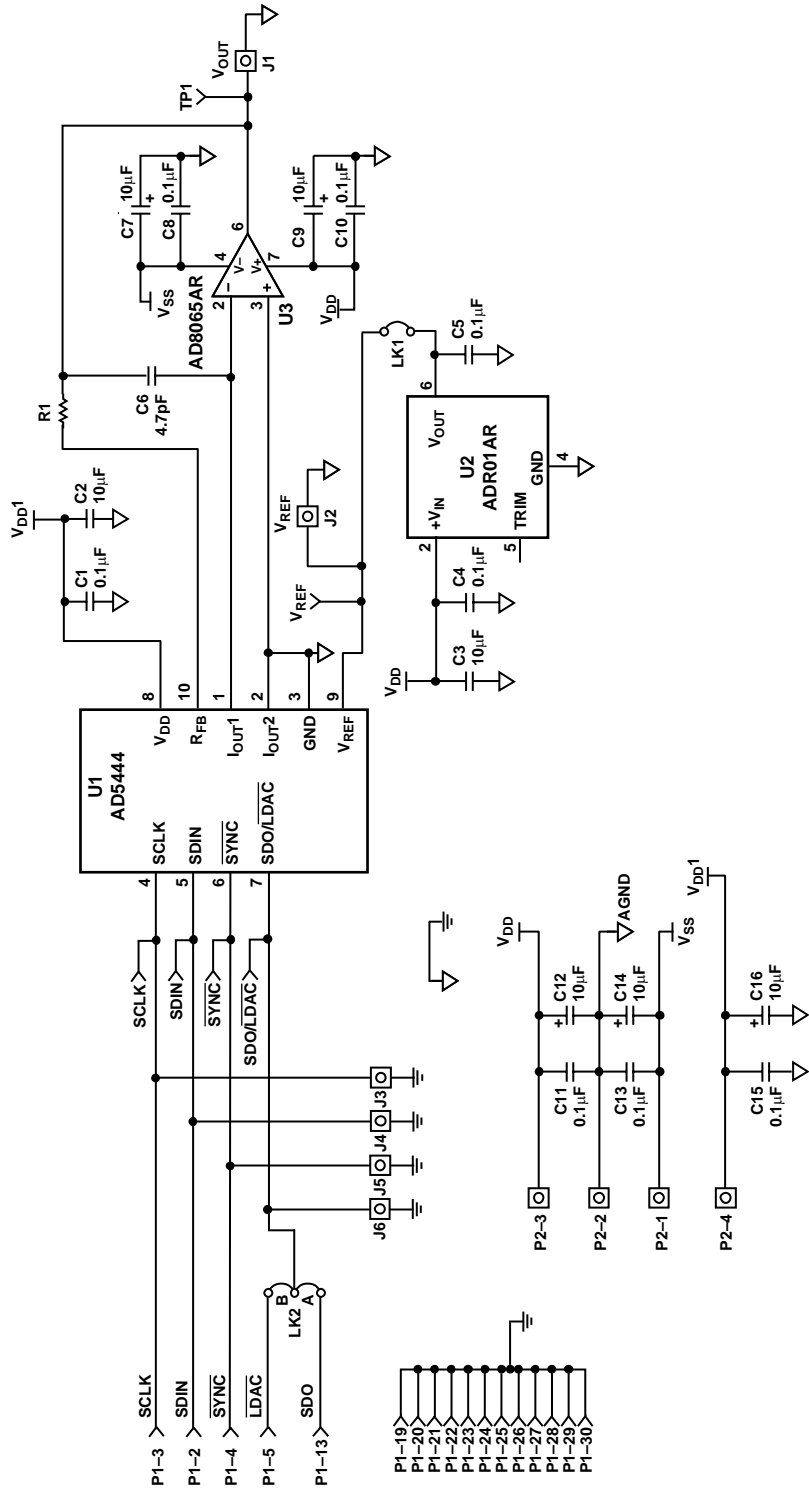 P1–3
SCLK
P1–2
SDIN
P1–4
SYNC
P1–5
LDAC
P1–13
SDO
LK2
B
A
J6
J5
J4
J3
SCLK
SDIN
SYNC
SDO/LDAC
4
5
6
7
U1
AD5444
SCLK
SDIN
SYNC
SDO/LDAC
VDD
RFB
IOUT1
IOUT2
GND
VREF
8
10
1
2
3
9
VDD1
C1
0.1µF
C2
10µF
R1
C6
4.7pF
AD8065AR
U3
2
3
4
7
6
V–
V+
–
+
VSS
C7
10µF
+
C8
0.1µF
VDD
C9
10µF
+
C10
0.1µF
TP1
VOUT
J1
VREF
VREF
J2
LK1
C5
0.1µF
VDD
C3
10µF
C4
0.1µF
2
+VIN
5
TRIM
U2
ADR01AR
VOUT
6
GND
4
P1–19
P1–20
P1–21
P1–22
P1–23
P1–24
P1–25
P1–26
P1–27
P1–28
P1–29
P1–30
P2–3
P2–2
P2–1
P2–4
C11
0.1µF
C12
10µF
+
C13
0.1µF
C14
10µF
+
VDD
AGND
VSS
C15
0.1µF
C16
10µF
+
VDD1